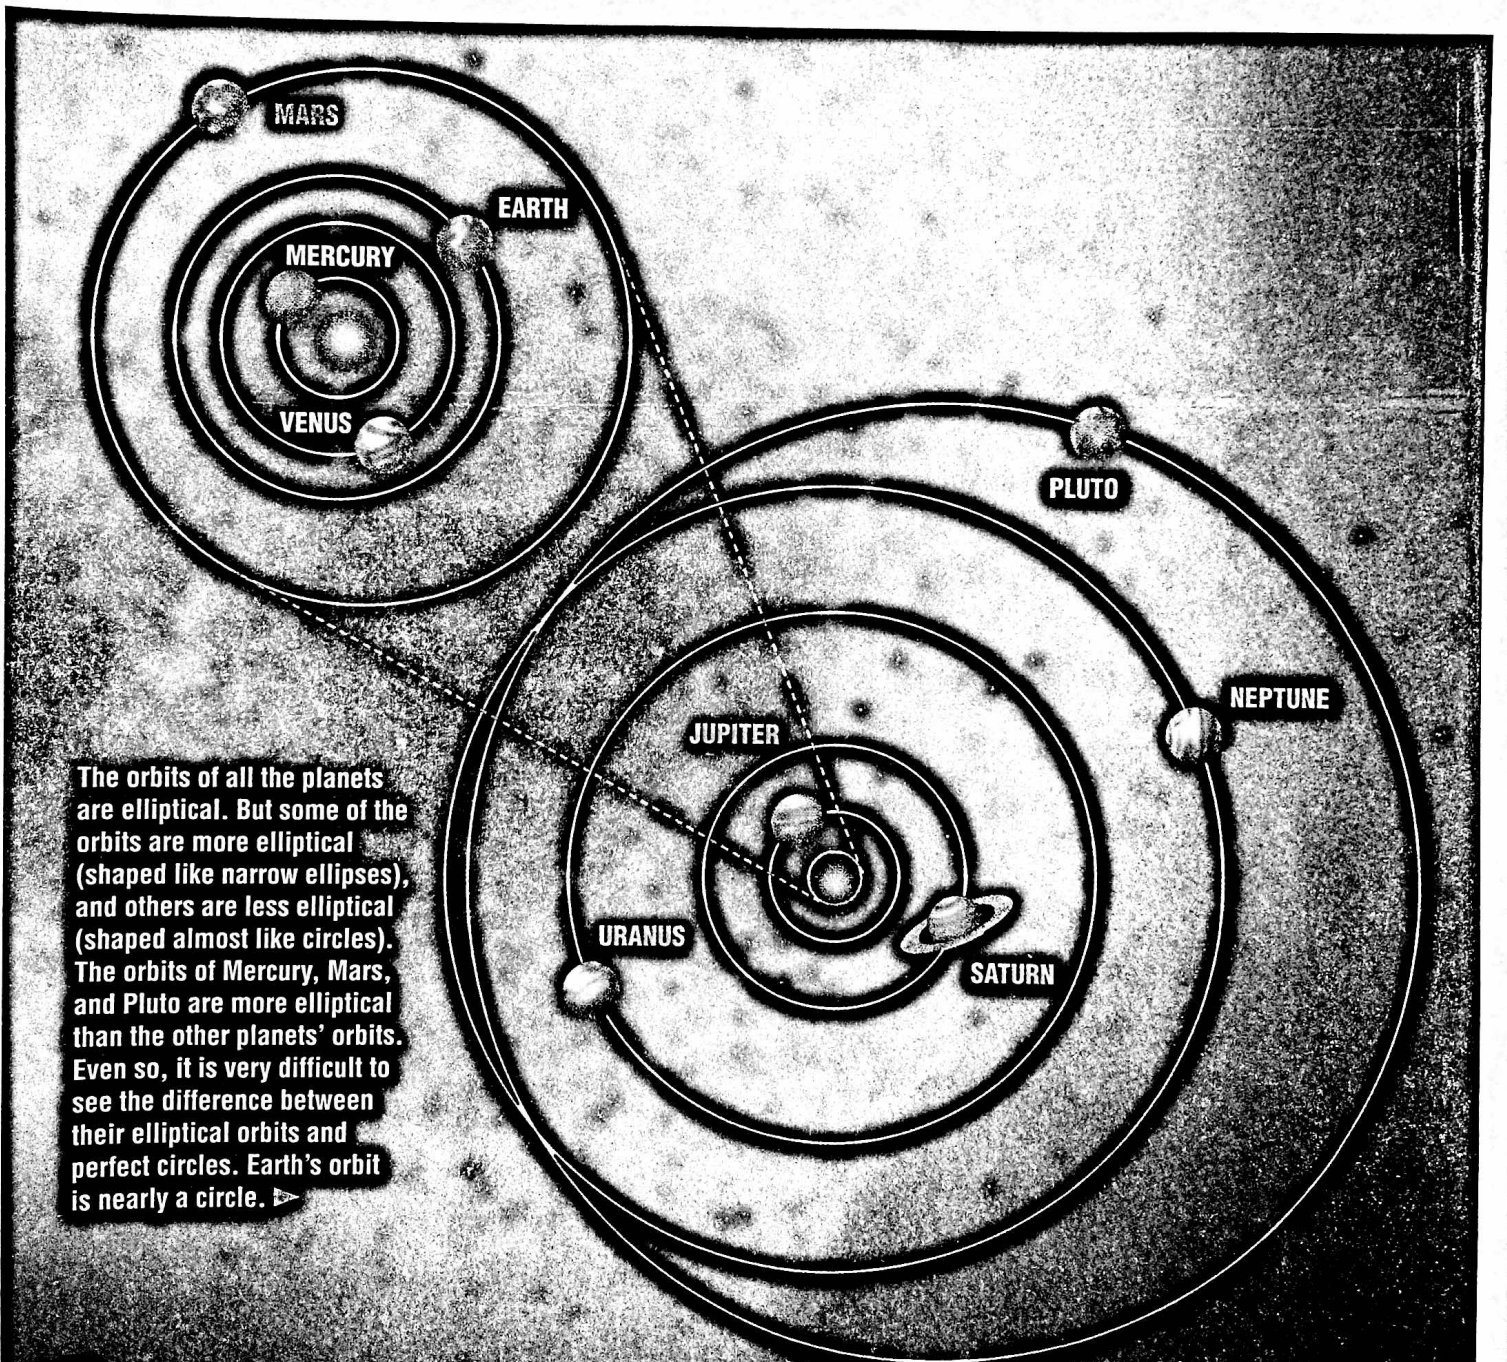 MARS
EARTH
MERCURY
VENUS
PLUTO
NEPTUNE
JUPITER
URANUS
SATURN
The orbits of all the planets
are elliptical. But some of the
orbits are more elliptical
(shaped like narrow ellipses),
and others are less elliptical
(shaped almost like circles).
The orbits of Mercury, Mars,
and Pluto are more elliptical
than the other planets’ orbits.
Even so, it is very difficult to
see the difference between
their elliptical orbits and
perfect circles. Earth’s orbit
is nearly a circle.